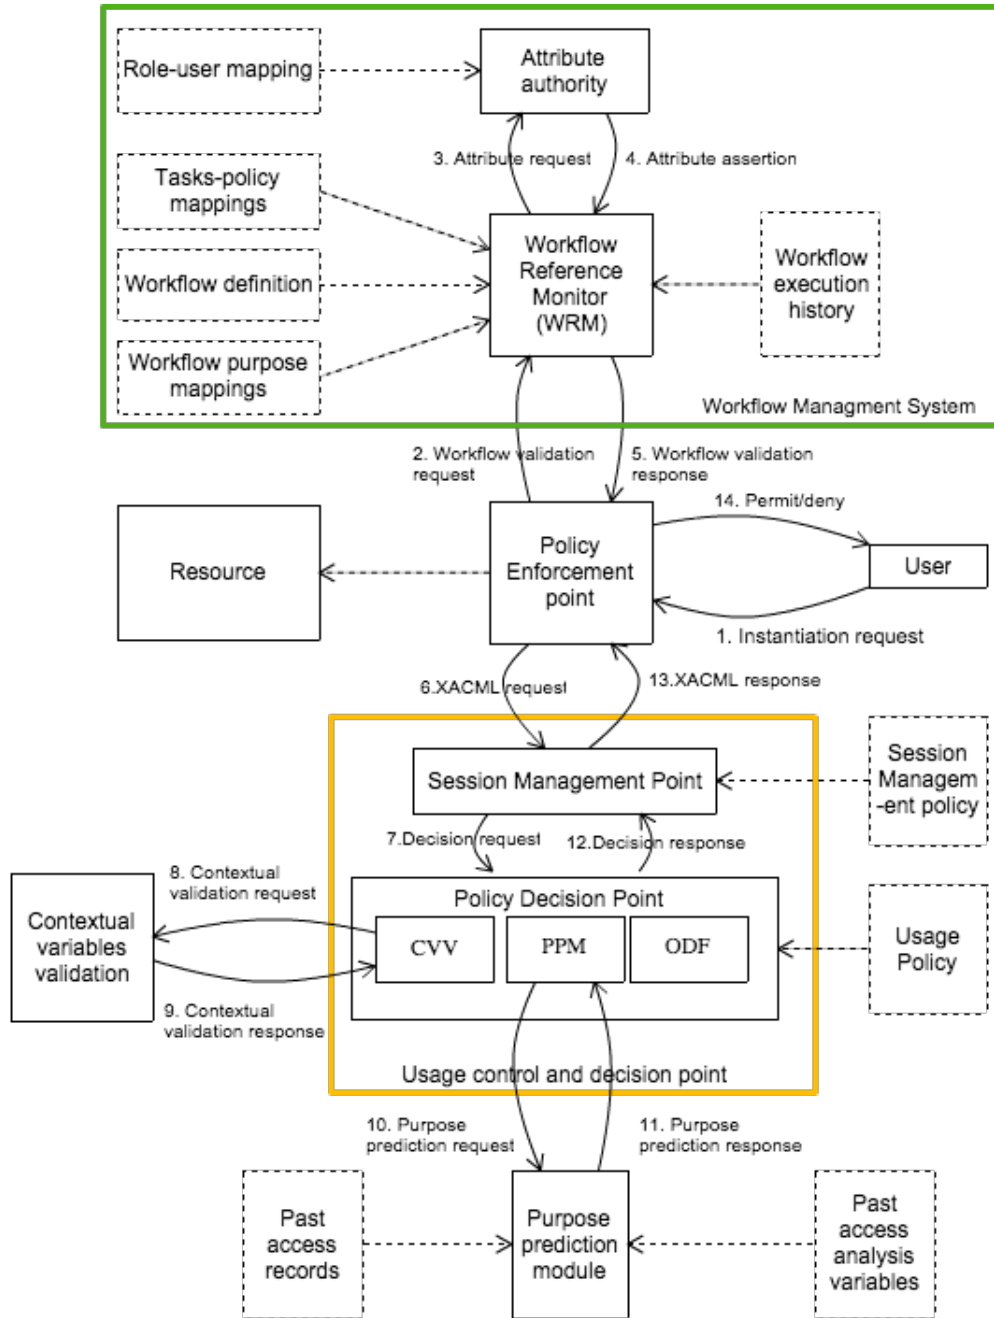 Role-user mapping
Attribute
authority
3. Attribute request
4. Attribute assertion
Tasks-policy
mappings
Workflow definition
Workflow purpose
mappings
Workflow
Reference
Monitor
(WRM)
Workflow
execution
history
Workflow Managment System
2. Workflow validation
request
5. Workflow validation
response
14. Permit/deny
Resource
Policy
Enforcement
point
User
1. Instantiation request
6.XACML request
13.XACML response
Session Management Point
Session
Managem
-ent policy
7.Decision request
12.Decision response
8. Contextual
validation request
Contextual
variables
validation
9. Contextual
validation response
Policy Decision Point
CVV
PPM
ODF
Usage
Policy
Usage control and decision point
10. Purpose
prediction request
11. Purpose
prediction response
Past
access
records
Purpose
prediction
module
Past
access
analysis
variables